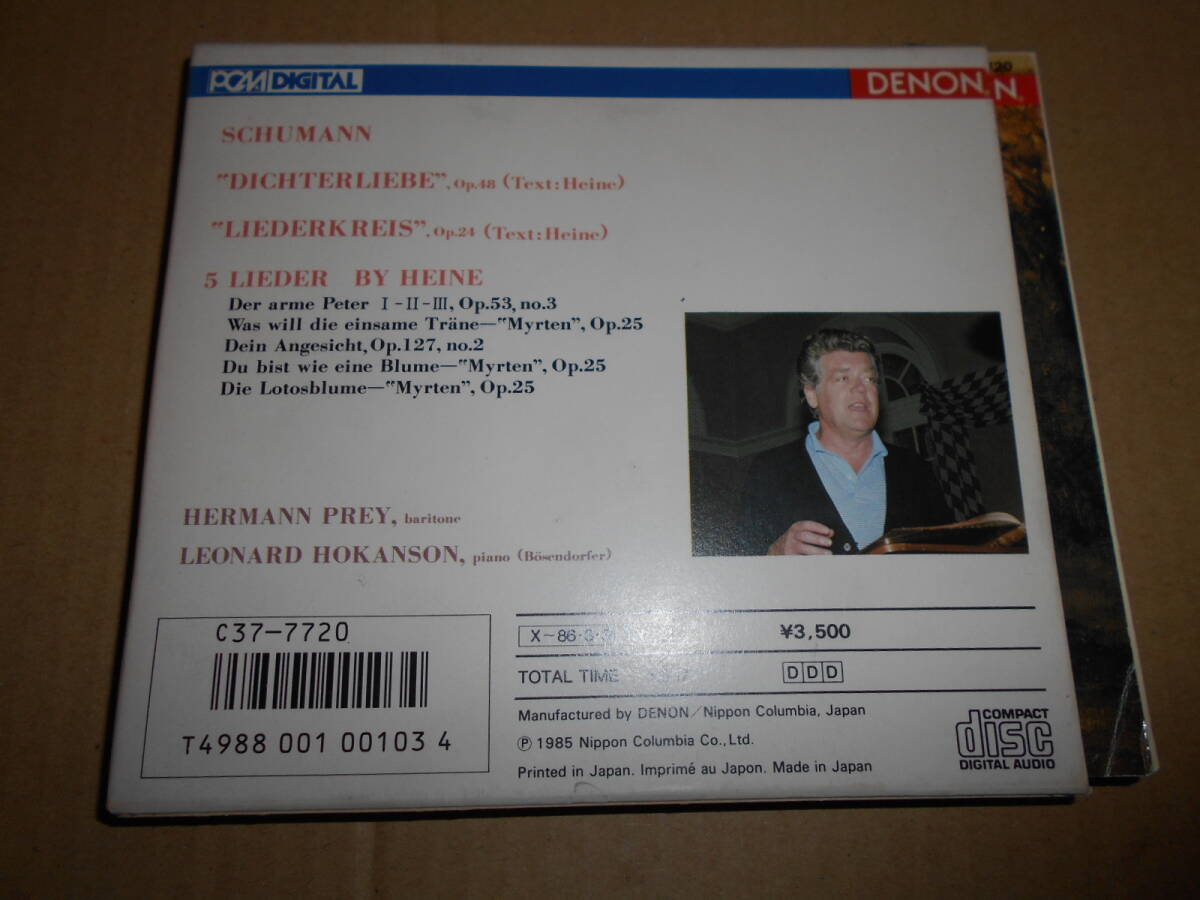 PCM DIGITAL
DENON
N.
SCHUMANN
"DICHTERLIEBE", Op.48 (Text:Heine)
"LIEDERKREIS", Op.24 (Text:Heine)
5 LIEDER BY HEINE
Der arme Peter I-II-III, Op.53, no.3
Was will die einsame Träne—"Myrten", Op.25
Dein Angesicht, Op.127, no.2
Du bist wie eine Blume—"Myrten", Op.25
Die Lotosblume—"Myrten", Op.25
HERMANN PREY, baritone
LEONARD HOKANSON, piano (Bösendorfer)
C37-7720
T4988 001 00103 4
X-86·3·
¥3,500
TOTAL TIME
DDD
Manufactured by DENON/Nippon Columbia, Japan
Ⓟ 1985 Nippon Columbia Co., Ltd.
Printed in Japan. Imprimé au Japon. Made in Japan
COMPACT
disc
DIGITAL AUDIO